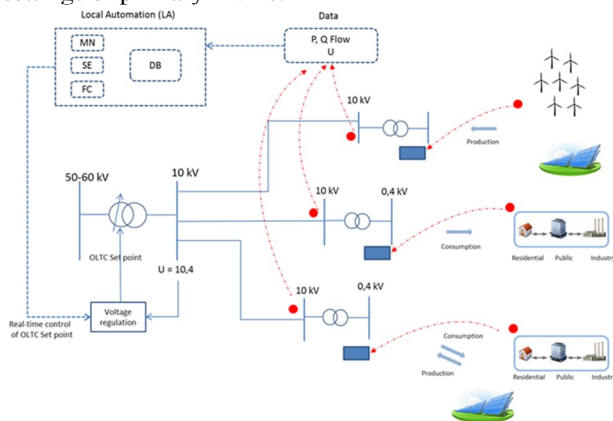 Local Automation (LA)
Data
MN
SE
FC
DB
P, Q Flow
U
10 kV
Production
50-60 kV
10 kV
10 kV
0,4 kV
Consumption
Residential Public Industry
OLTC Set point
U = 10,4
10 kV
0,4 kV
Voltage
regulation
Real-time control
of OLTC Set point
Consumption
Production
Residential Public Industry